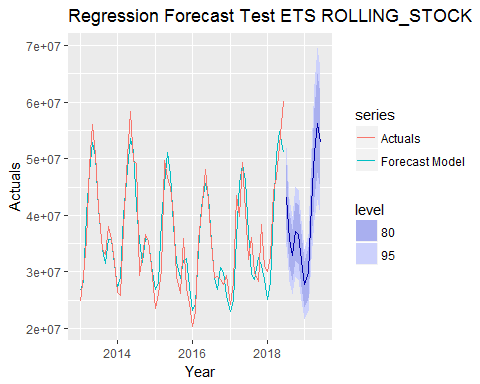 Regression Forecast Test ETS ROLLING_STOCK
7e+07
6e+07
5e+07
4e+07
3e+07
2e+07
Actuals
2014
2016
2018
Year
series
Actuals
Forecast Model
level
80
95